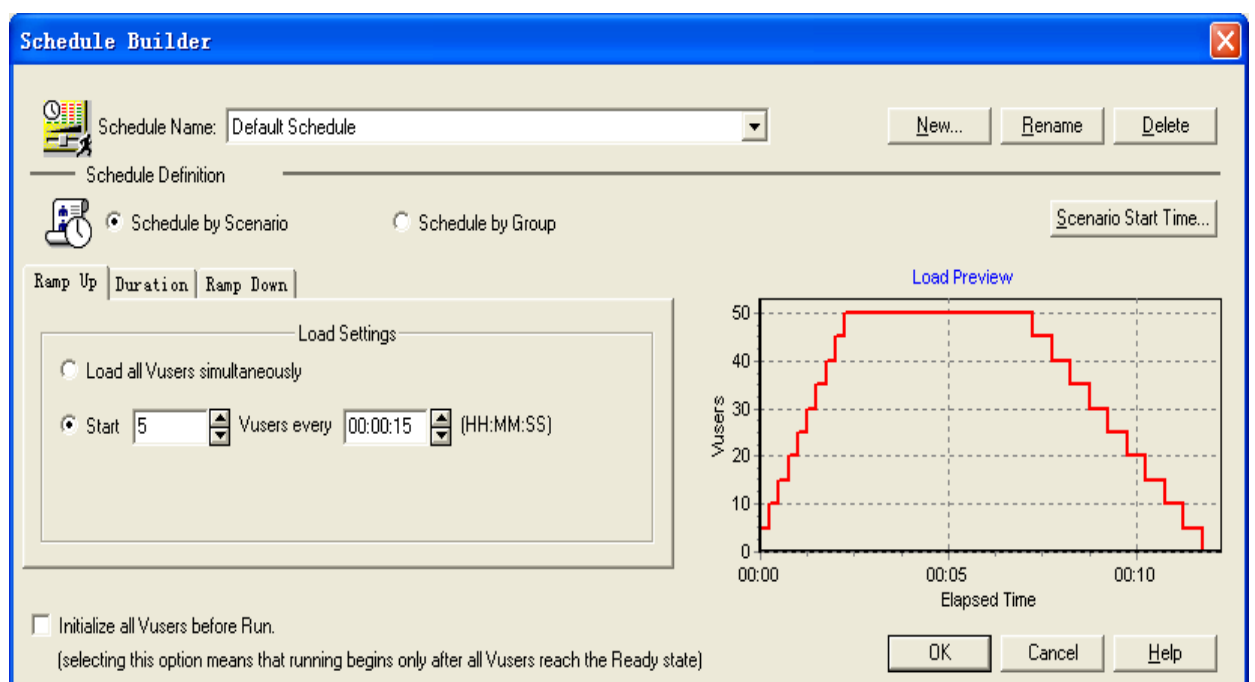 Schedule Builder
Schedule Name: Default Schedule New... Rename Delete
Schedule Definition
Schedule by Scenario Schedule by Group Scenario Start Time...
Ramp Up Duration Ramp Down
Load Settings
Load all Vusers simultaneously
Start 5 Vusers every 00:00:15 (HH:MM:SS)
Load Preview
50
40
30
20
10
0
Vusers
00:00 00:05 00:10
Elapsed Time
Initialize all Vusers before Run.
(selecting this option means that running begins only after all Vusers reach the Ready state)
OK Cancel Help